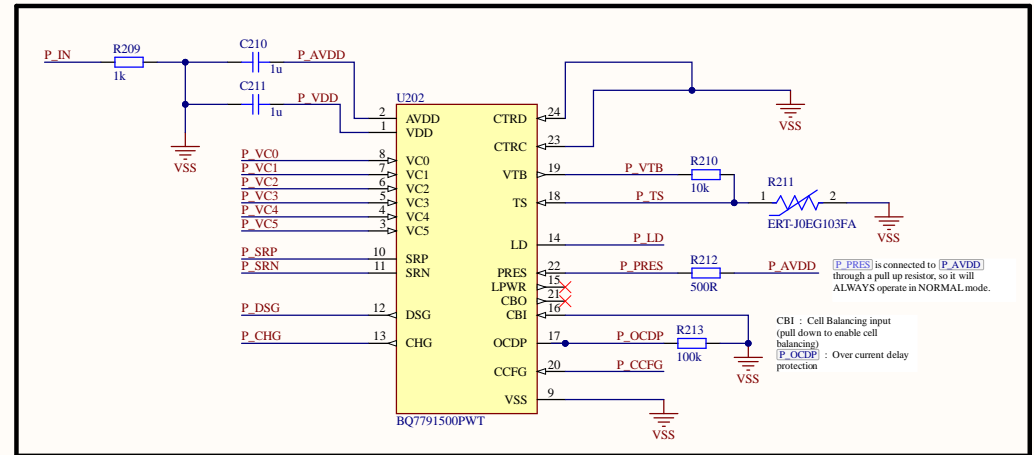 P_IN
R209
1k
C210
1u
P_AVDD
C211
1u
P_VDD
VSS
U202
2 AVDD
1 VDD
P_VC0 8 VC0
P_VC1 7 VC1
P_VC2 6 VC2
P_VC3 5 VC3
P_VC4 4 VC4
P_VC5 3 VC5
P_SRP 10 SRP
P_SRN 11 SRN
P_DSG 12 DSG
P_CHG 13 CHG
CTRD 24
CTRC 23
VSS
VTB 19 P_VTB R210
10k
TS 18 P_TS
R211
1 2
ERT-J0EG103FA
VSS
LD 14 P_LD
PRES 22 P_PRES R212 P_AVDD
500R
LPWR 15
CBO 21
CBI 16
OCDP 17 P_OCDP R213
100k
VSS
CCFG 20 P_CCFG
VSS 9
VSS
BQ7791500PWT
P_PRES is connected to P_AVDD
through a pull up resistor, so it will
ALWAYS operate in NORMAL mode.
CBI : Cell Balancing input
(pull down to enable cell
balancing)
P_OCDP : Over current delay
protection